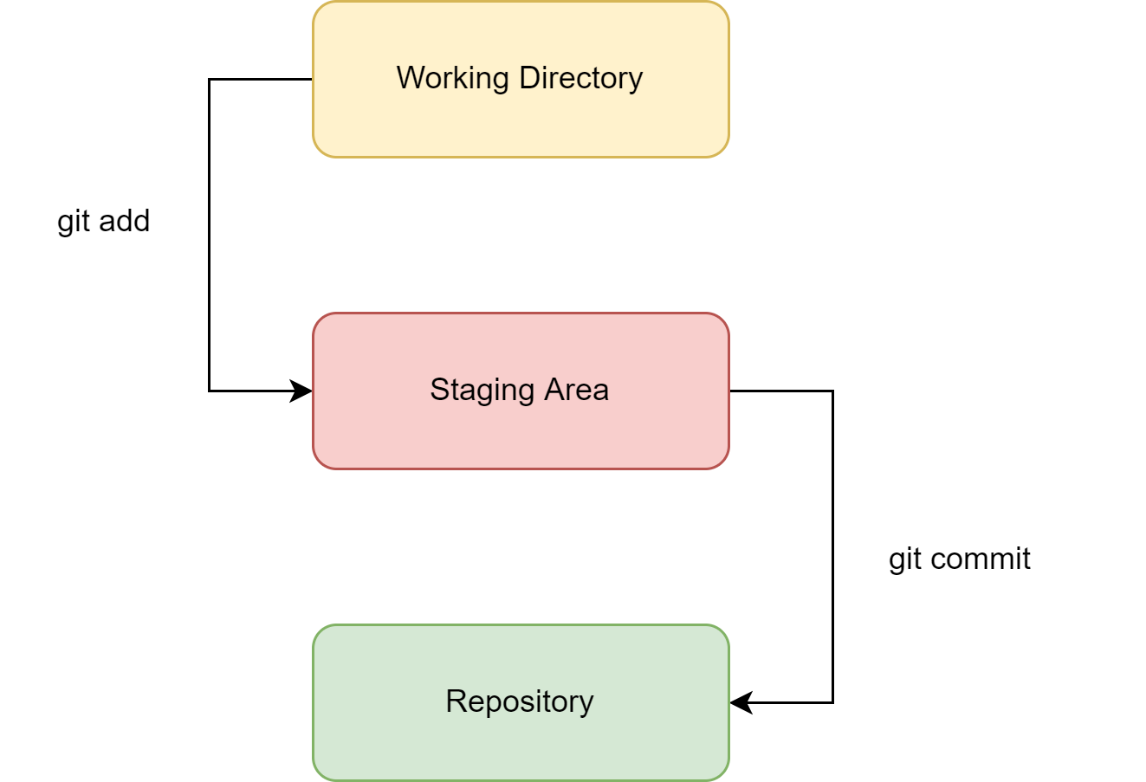 Working Directory
git add
Staging Area
git commit
Repository